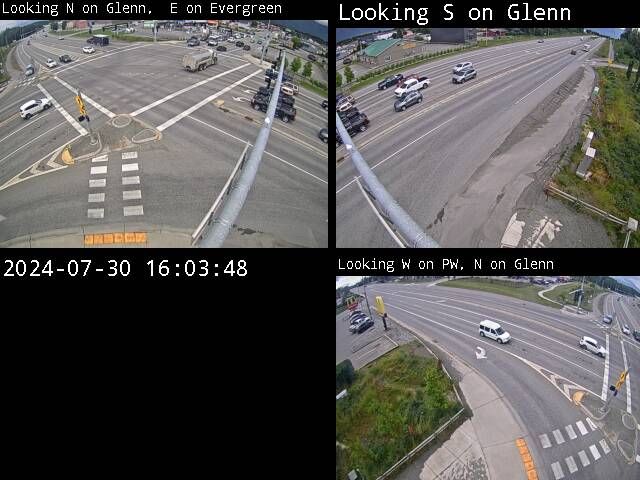 Looking N on Glenn, E on Evergreen
Looking S on Glenn
2024-07-30 16:03:48
Looking W on PW, N on Glenn